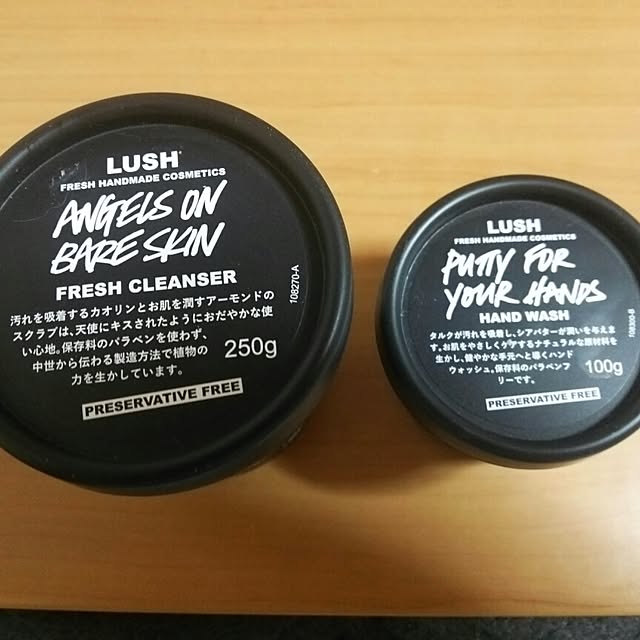 LUSH
FRESH HANDMADE COSMETICS
ANGELS ON
BARE SKIN
FRESH CLEANSER
汚れを吸着するカオリンとお肌を潤すアーモンドの
スクラブは、天使にキスされたようにおだやかな使
い心地。保存料のパラベンを使わず、
中世から伝わる製造方法で植物の
力を生かしています。
250g
PRESERVATIVE FREE
108270-A
LUSH
FRESH HANDMADE COSMETICS
PUTTY FOR
YOUR HANDS
HAND WASH
タルクが汚れを吸着し、シアバターが潤いを与えま
す。お肌をやさしくケアするナチュラルな原材料を
生かし、健やかな手元へと導くハンド
ウォッシュ。保存料のパラベンフ
リーです。
100g
PRESERVATIVE FREE